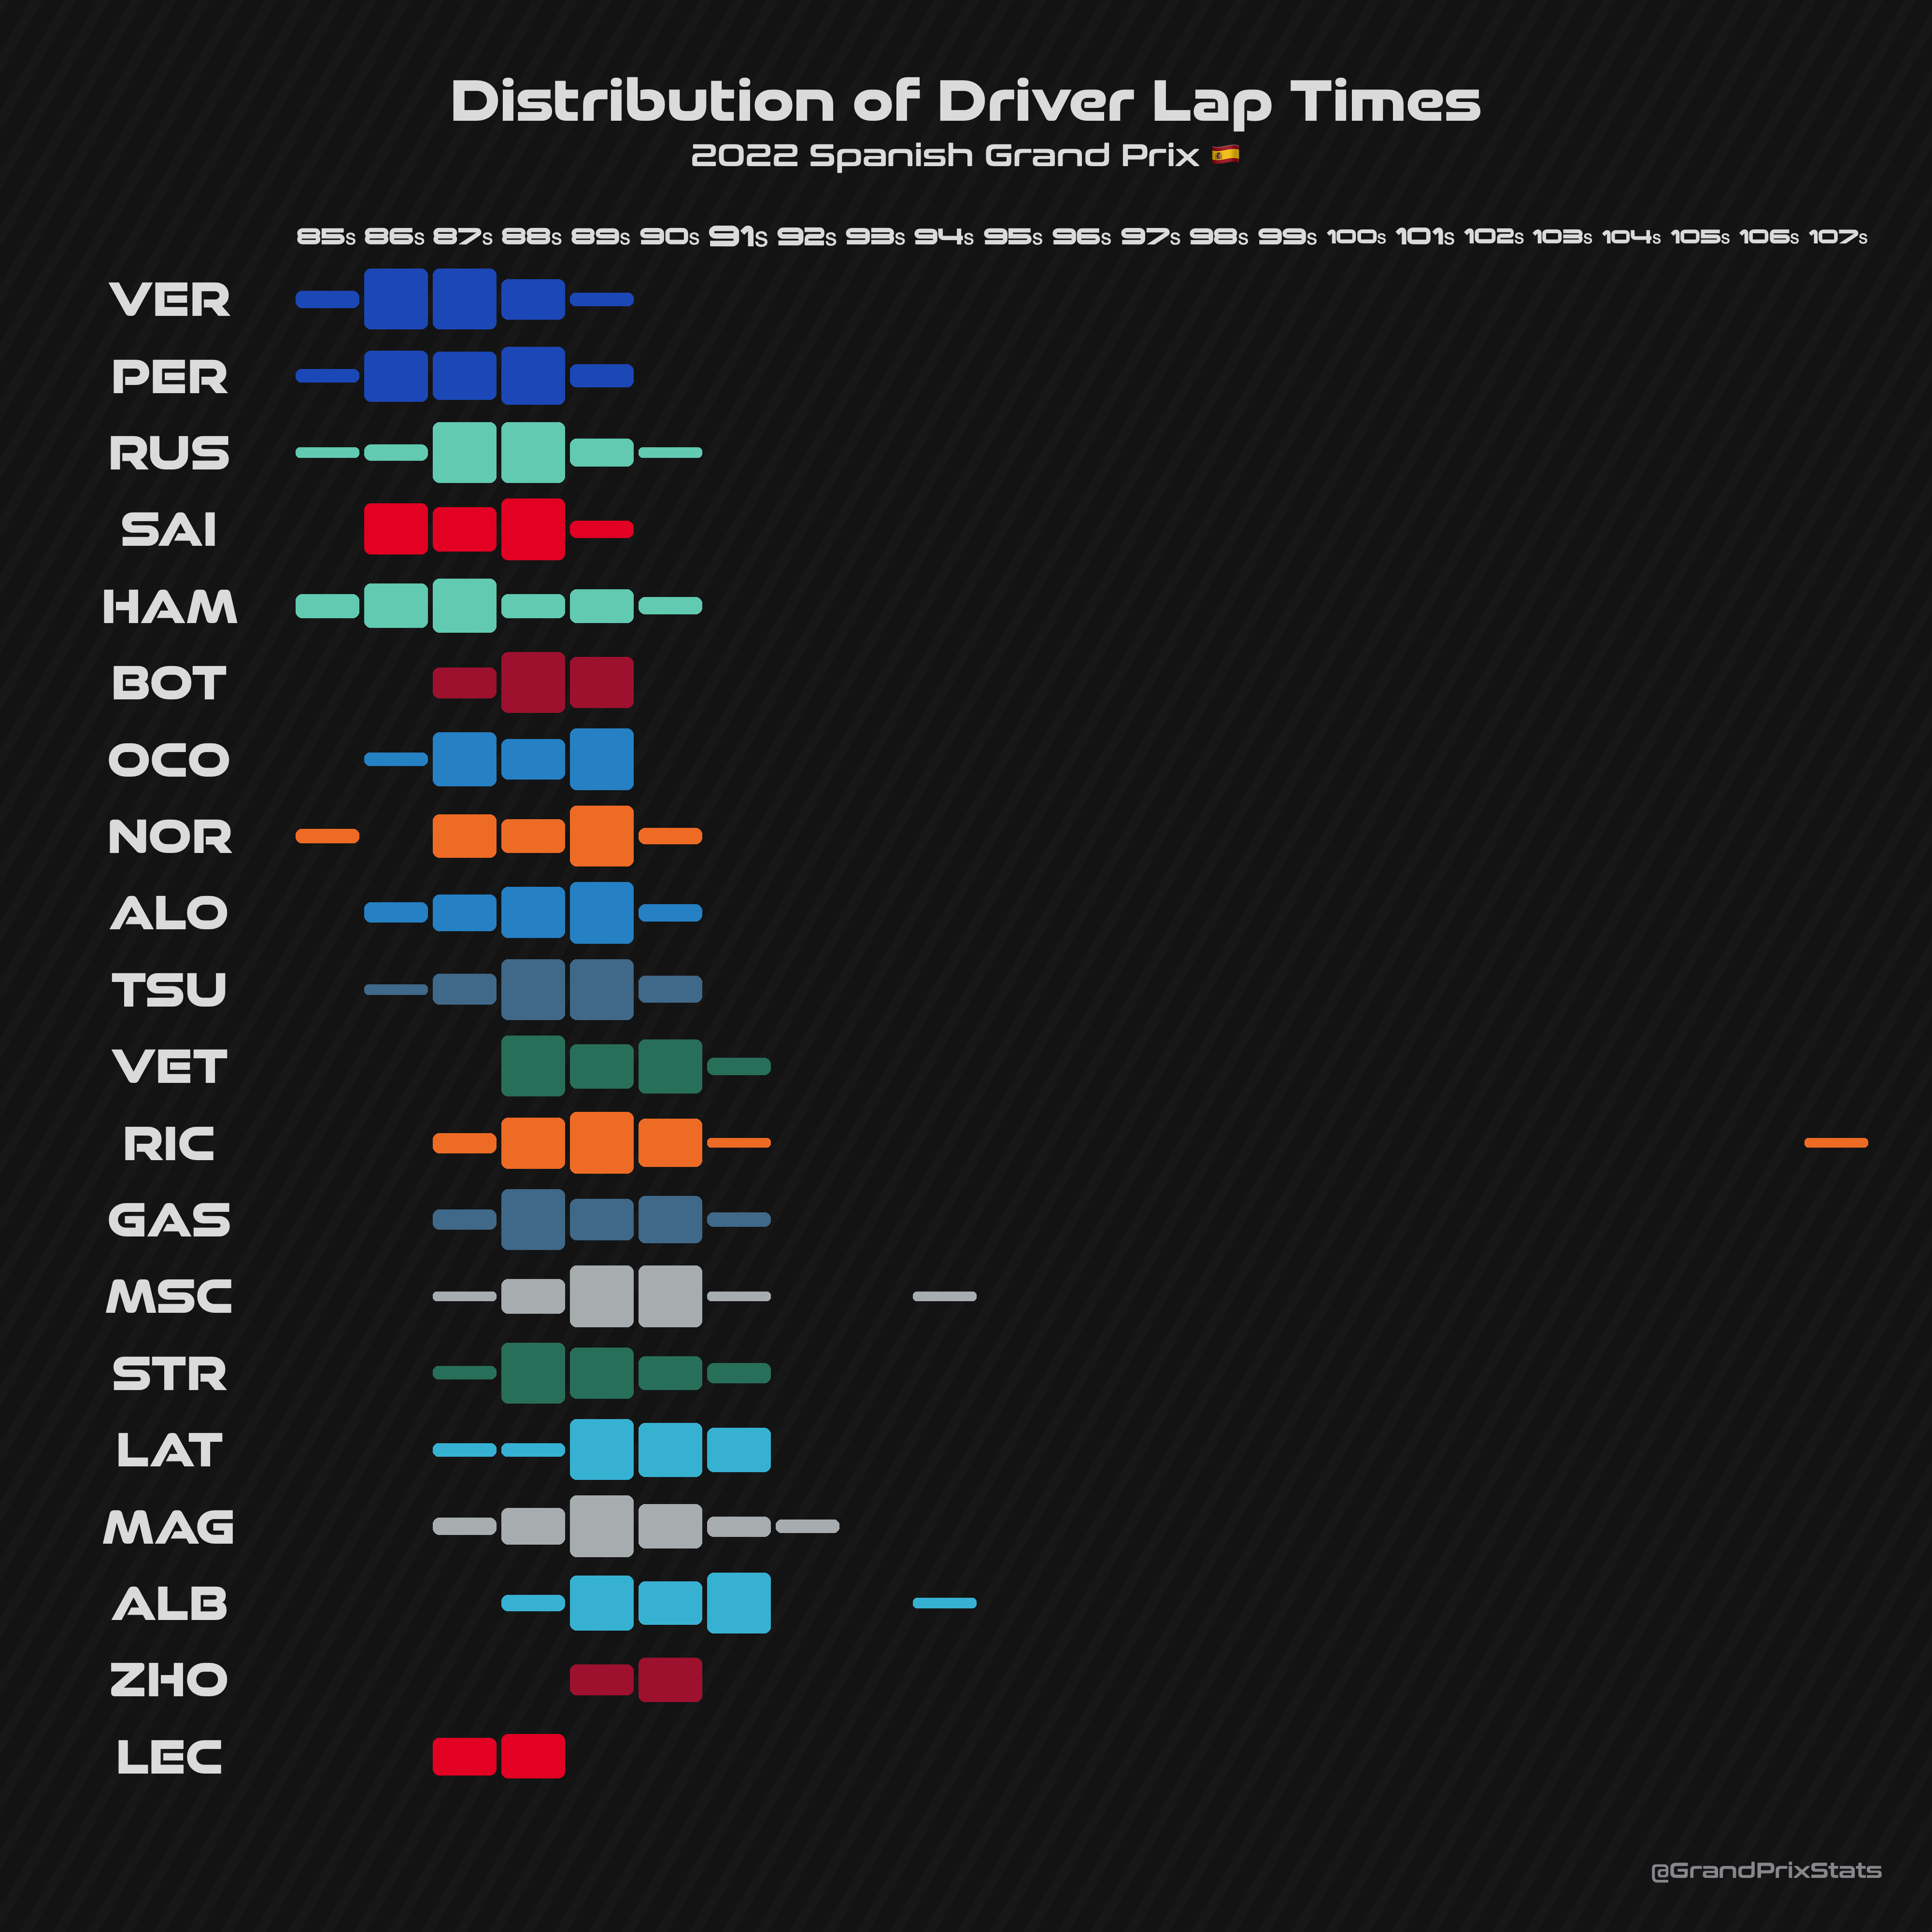 Distribution of Driver Lap Times
2022 Spanish Grand Prix 🇪🇸
85s 86s 87s 88s 89s 90s 91s 92s 93s 94s 95s 96s 97s 98s 99s 100s 101s 102s 103s 104s 105s 106s 107s
VER
PER
RUS
SAI
HAM
BOT
OCO
NOR
ALO
TSU
VET
RIC
GAS
MSC
STR
LAT
MAG
ALB
ZHO
LEC
@GrandPrixStats